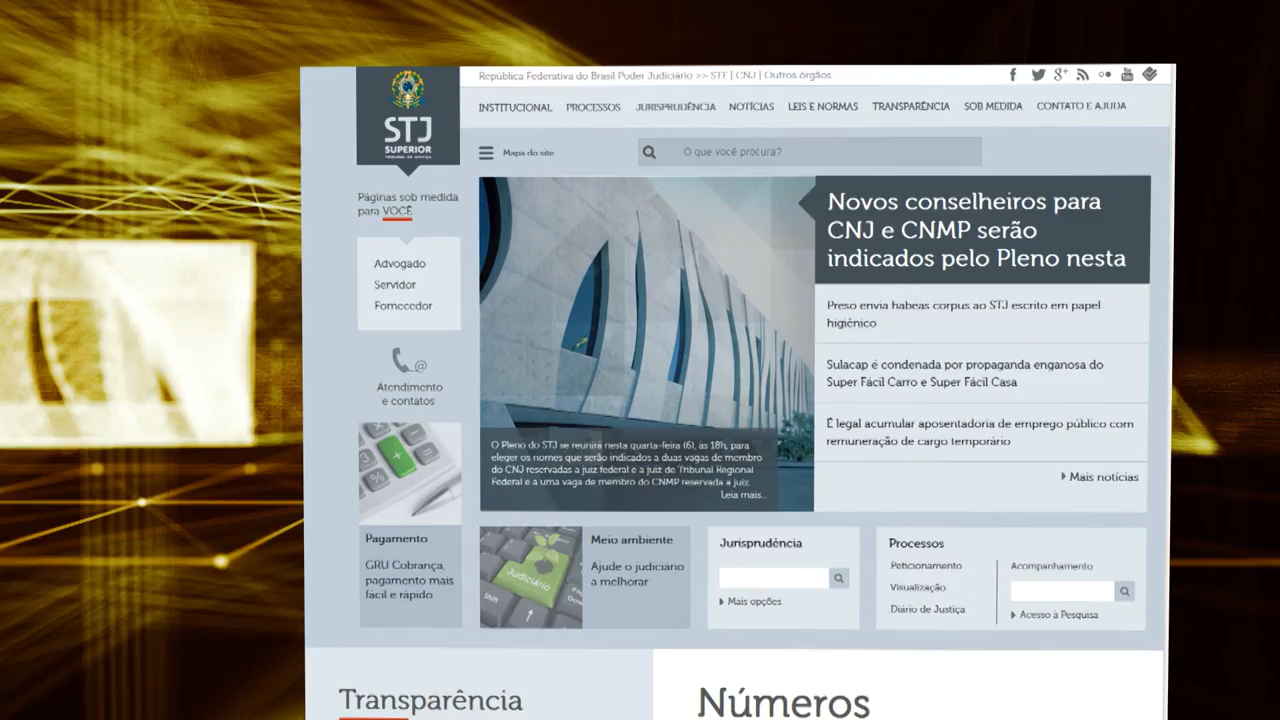 República Federativa do Brasil Poder Judiciário >> STF | CNJ | Outros órgãos
STJ
SUPERIOR
TRIBUNAL DA JUSTIÇA
INSTITUCIONAL PROCESSOS JURISPRUDÊNCIA NOTÍCIAS LEIS E NORMAS TRANSPARÊNCIA SOB MEDIDA CONTATO E AJUDA
Mapa do site
O que você procura?
Páginas sob medida
para VOCÊ
Advogado
Servidor
Fornecedor
@
Atendimento
e contatos
Novos conselheiros para
CNJ e CNMP serão
indicados pelo Pleno nesta
Preso envia habeas corpus ao STJ escrito em papel
higiênico
Sulacap é condenada por propaganda enganosa do
Super Fácil Carro e Super Fácil Casa
É legal acumular aposentadoria de emprego público com
remuneração de cargo temporário
Mais notícias
O Pleno do STJ se reunirá nesta quarta-feira (6), às 18h, para
eleger os nomes que serão indicados a duas vagas de membro
do CNJ reservadas a juiz federal e a juiz de Tribunal Regional
Federal e a uma vaga de membro do CNMP reservada a juiz.
Leia mais...
Pagamento
GRU Cobrança,
pagamento mais
fácil e rápido
Judiciário
Shift
Meio ambiente
Ajude o judiciário
a melhorar
Jurisprudência
Mais opções
Processos
Peticionamento
Visualização
Diário de Justiça
Acompanhamento
Acesso à Pesquisa
Transparência
Números